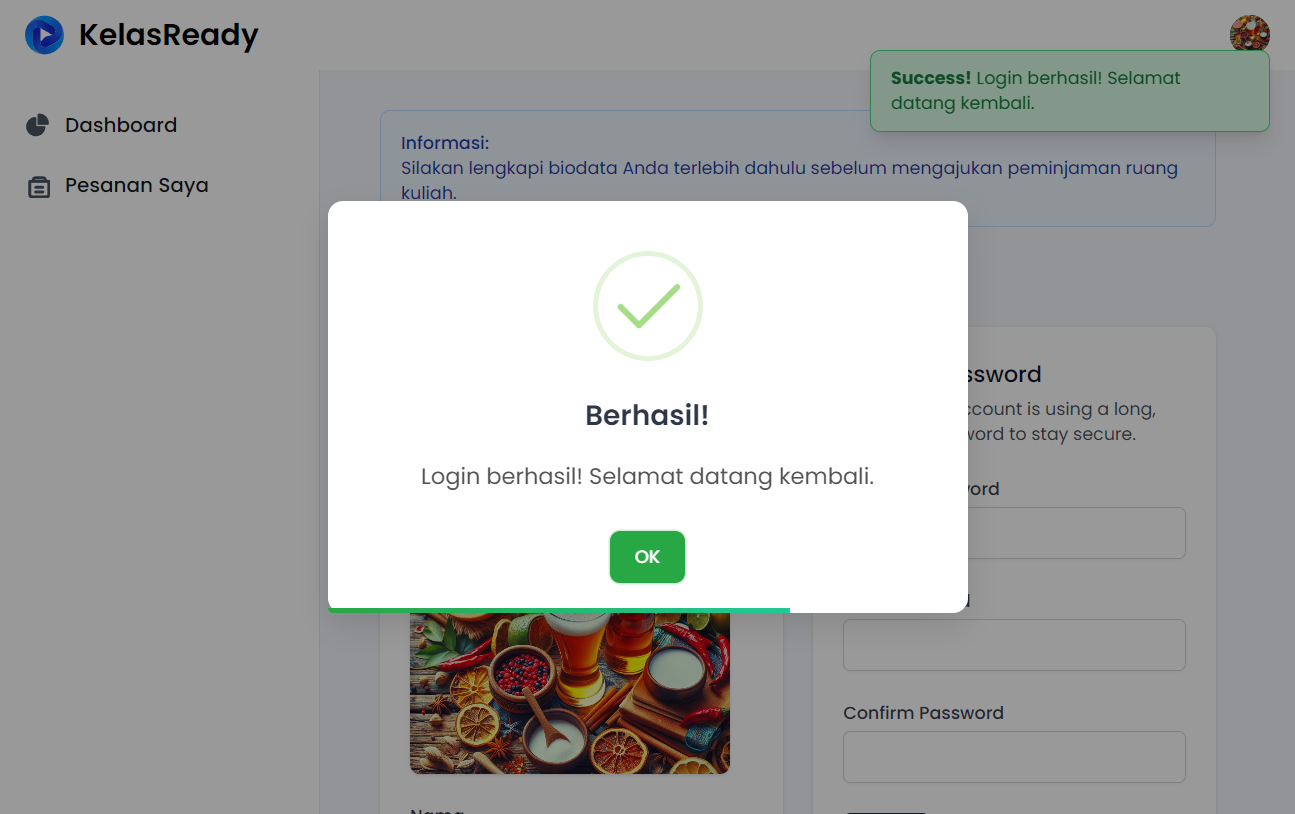 KelasReady
Success! Login berhasil! Selamat
datang kembali.
Dashboard
Pesanan Saya
Informasi:
Silakan lengkapi biodata Anda terlebih dahulu sebelum mengajukan peminjaman ruang
kuliah.
Berhasil!
Login berhasil! Selamat datang kembali.
OK
ssword
ccount is using a long,
word to stay secure.
Confirm Password